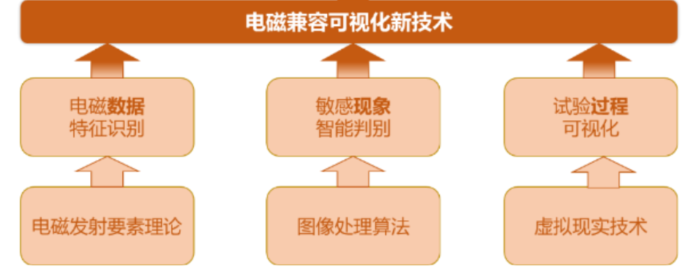 电磁兼容可视化新技术
电磁数据
特征识别
敏感现象
智能判别
试验过程
可视化
电磁发射要素理论
图像处理算法
虚拟现实技术